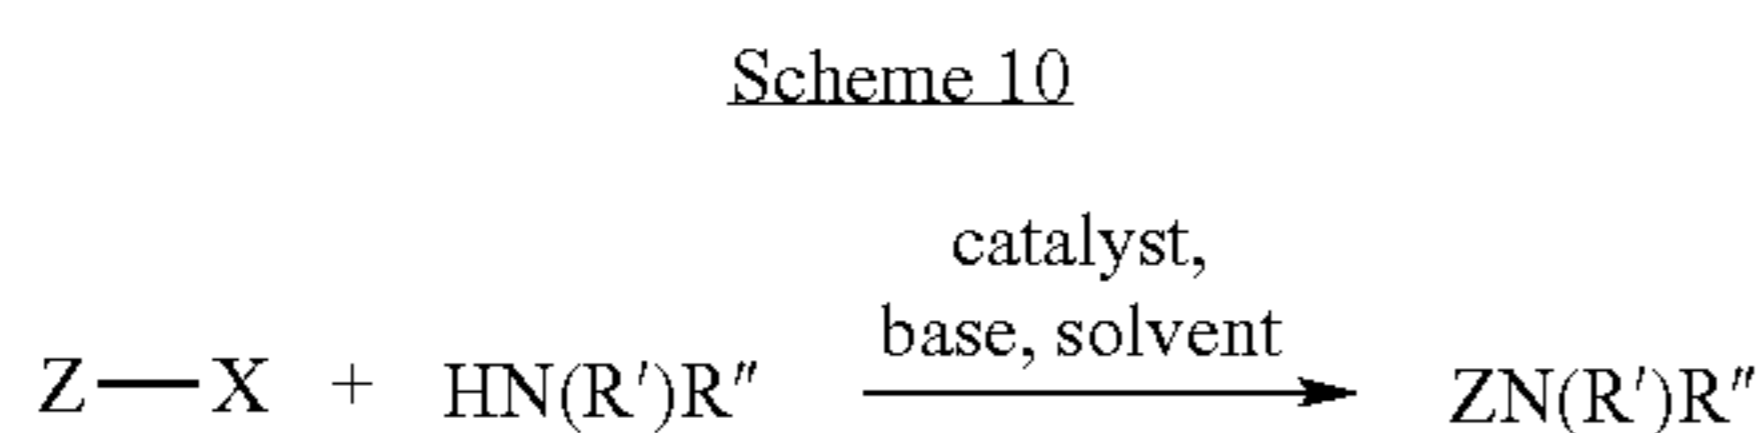 Scheme 10
catalyst,
base, solvent
Z—X + HN(R′)R″ ZN(R′)R″